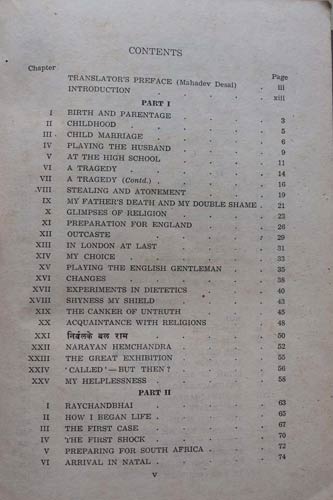 CONTENTS
Chapter Page
TRANSLATOR'S PREFACE (Mahadev Desai) iii
INTRODUCTION xiii
PART I
I BIRTH AND PARENTAGE 3
II CHILDHOOD 5
III CHILD MARRIAGE 6
IV PLAYING THE HUSBAND 9
V AT THE HIGH SCHOOL 11
VI A TRAGEDY 14
VII A TRAGEDY (Contd.) 16
VIII STEALING AND ATONEMENT 19
IX MY FATHER'S DEATH AND MY DOUBLE SHAME 21
X GLIMPSES OF RELIGION 23
XI PREPARATION FOR ENGLAND 26
XII OUTCASTE 29
XIII IN LONDON AT LAST 31
XIV MY CHOICE 33
XV PLAYING THE ENGLISH GENTLEMAN 35
XVI CHANGES 38
XVII EXPERIMENTS IN DIETETICS 40
XVIII SHYNESS MY SHIELD 43
XIX THE CANKER OF UNTRUTH 45
XX ACQUAINTANCE WITH RELIGIONS 48
XXI निर्बलके बल राम 50
XXII NARAYAN HEMCHANDRA 52
XXIII THE GREAT EXHIBITION 55
XXIV 'CALLED'—BUT THEN? 56
XXV MY HELPLESSNESS 58
PART II
I RAYCHANDBHAI 63
II HOW I BEGAN LIFE 65
III THE FIRST CASE 67
IV THE FIRST SHOCK 70
V PREPARING FOR SOUTH AFRICA 72
VI ARRIVAL IN NATAL 74
v